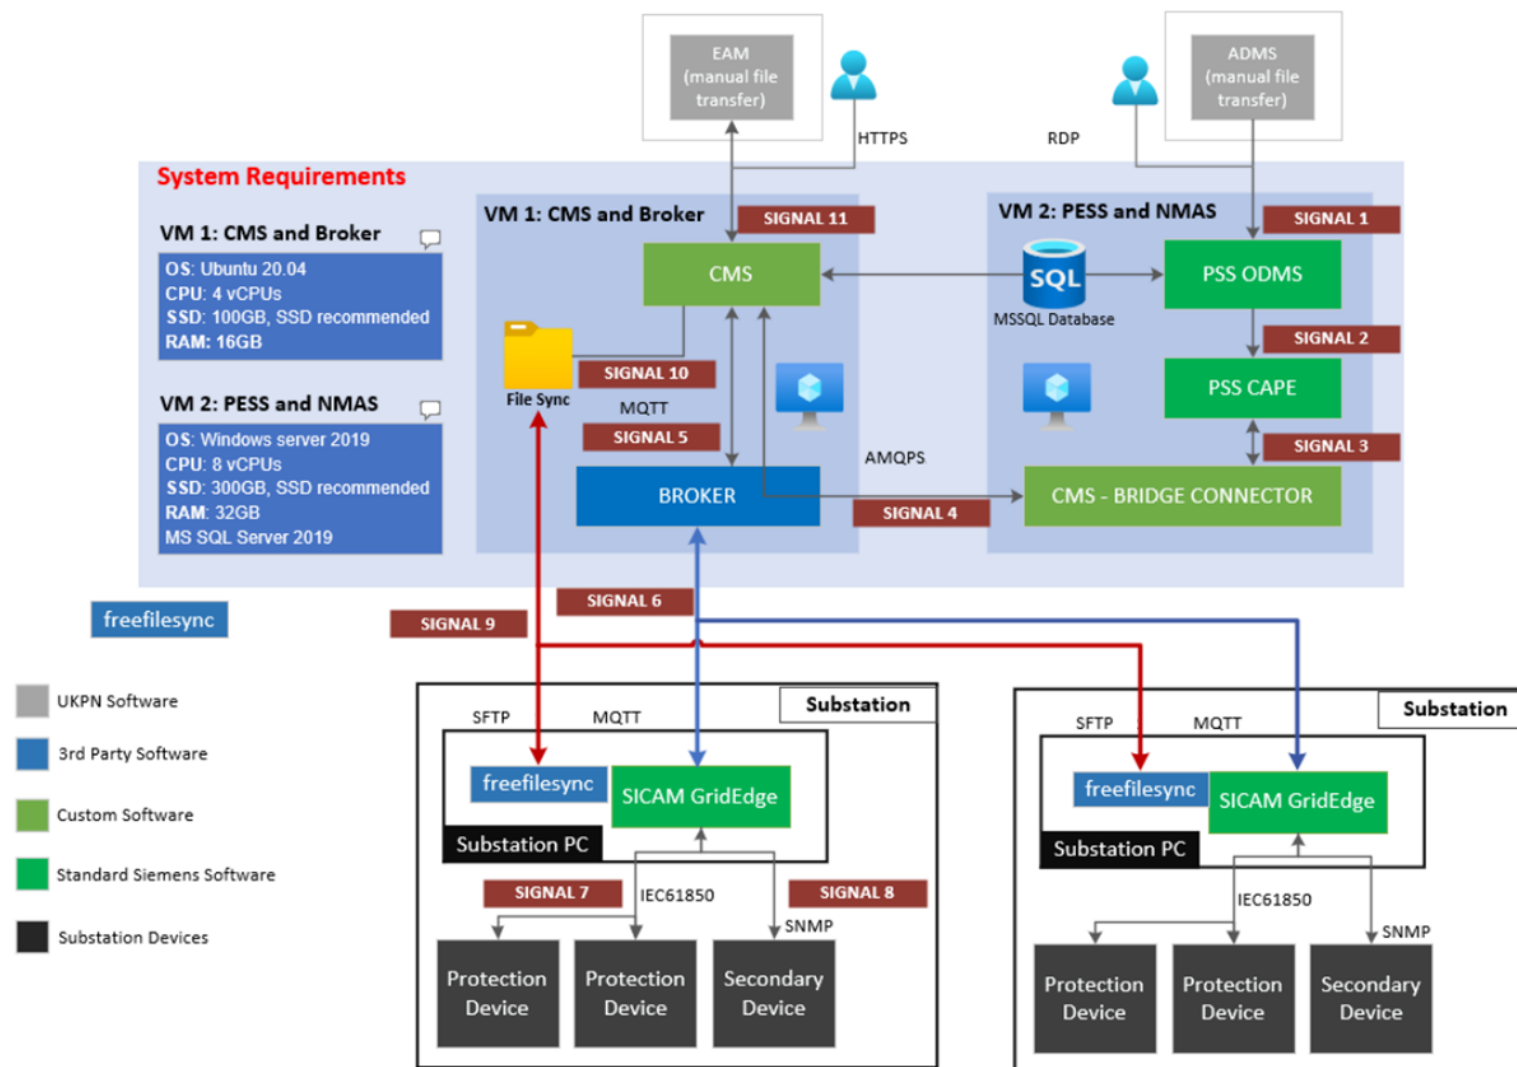 EAM
(manual file
transfer)
ADMS
(manual file
transfer)
HTTPS
RDP
System Requirements
VM 1: CMS and Broker
OS: Ubuntu 20.04
CPU: 4 vCPUs
SSD: 100GB, SSD recommended
RAM: 16GB
VM 2: PESS and NMAS
OS: Windows server 2019
CPU: 8 vCPUs
SSD: 300GB, SSD recommended
RAM: 32GB
MS SQL Server 2019
VM 1: CMS and Broker
SIGNAL 11
CMS
File Sync
SIGNAL 10
MQTT
SIGNAL 5
BROKER
AMQPS
SIGNAL 4
VM 2: PESS and NMAS
SIGNAL 1
SQL
MSSQL Database
PSS ODMS
SIGNAL 2
PSS CAPE
SIGNAL 3
CMS - BRIDGE CONNECTOR
freefilesync
SIGNAL 9
SIGNAL 6
UKPN Software
3rd Party Software
Custom Software
Standard Siemens Software
Substation Devices
Substation
SFTP
MQTT
freefilesync
SICAM GridEdge
Substation PC
SIGNAL 7
IEC61850
SIGNAL 8
SNMP
Protection
Device
Protection
Device
Secondary
Device
Substation
SFTP
MQTT
freefilesync
SICAM GridEdge
Substation PC
IEC61850
SNMP
Protection
Device
Protection
Device
Secondary
Device